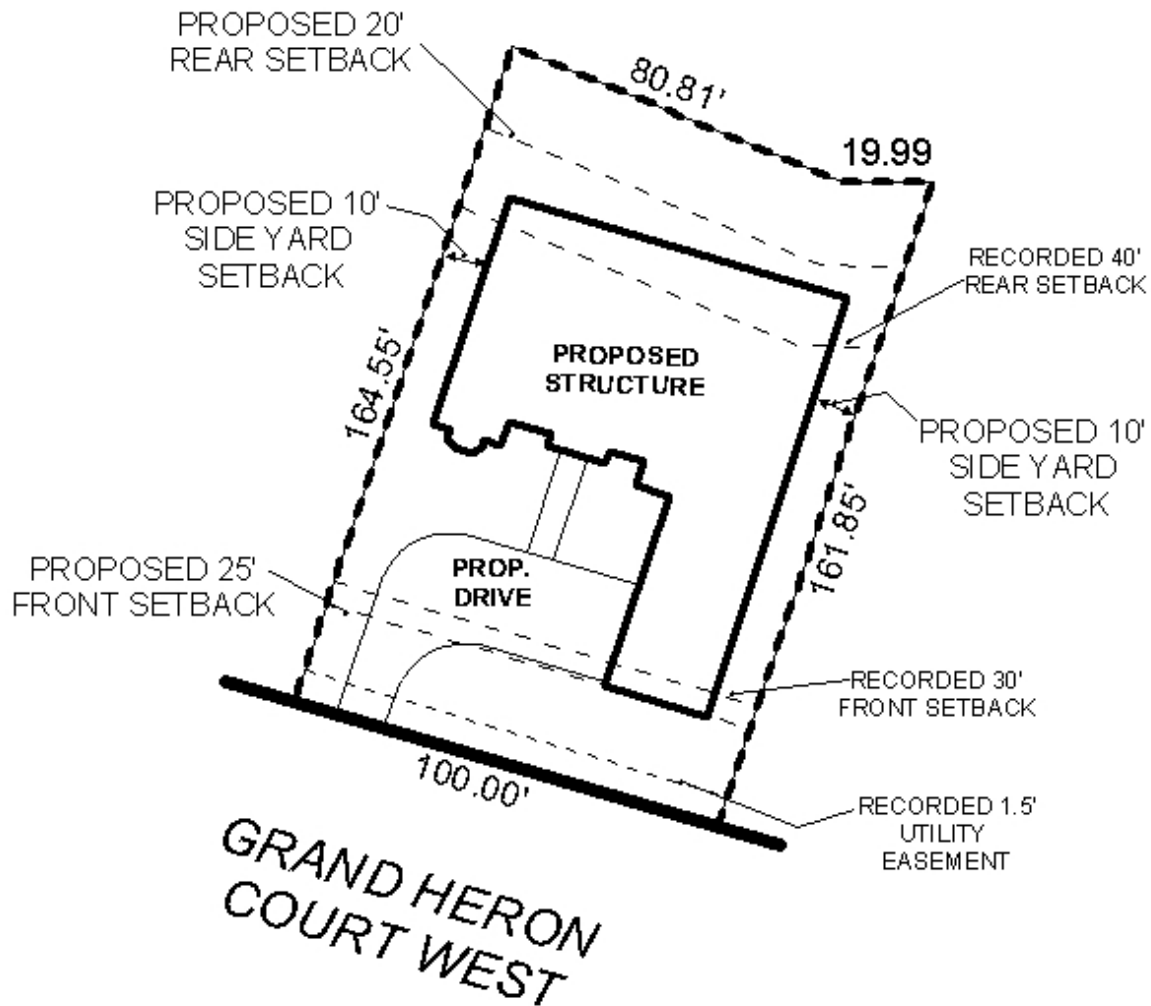 PROPOSED 20'
REAR SETBACK
80.81'
19.99
PROPOSED 10'
SIDE YARD
SETBACK
RECORDED 40'
REAR SETBACK
PROPOSED
STRUCTURE
164.55'
PROPOSED 10'
SIDE YARD
SETBACK
161.85'
PROPOSED 25'
FRONT SETBACK
PROP.
DRIVE
RECORDED 30'
FRONT SETBACK
100.00'
RECORDED 1.5'
UTILITY
EASEMENT
GRAND HERON
COURT WEST